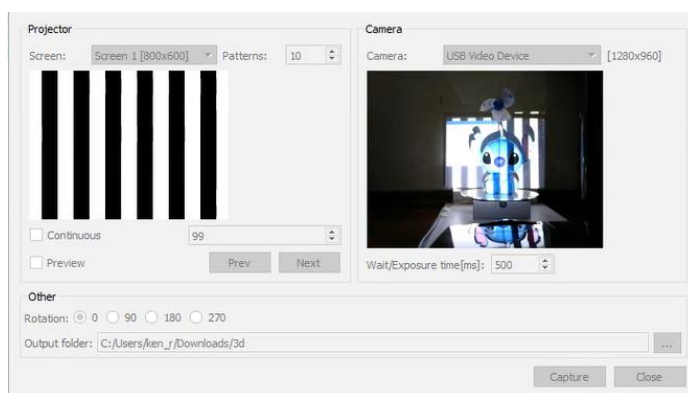 Projector
Screen: Screen 1 [800x600] Patterns: 10
Continuous 99
Preview Prev Next
Camera
Camera: USB Video Device [1280x960]
Wait/Exposure time[ms]: 500
Other
Rotation: 0 90 180 270
Output folder: C:/Users/ken_r/Downloads/3d ...
Capture Close